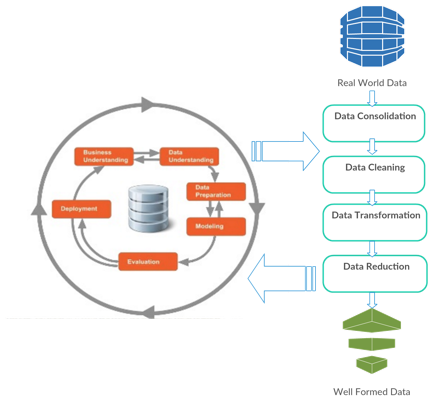 Real World Data
Data Consolidation
Data Cleaning
Data Transformation
Data Reduction
Well Formed Data
Business
Understanding
Data
Understanding
Data
Preparation
Modeling
Evaluation
Deployment